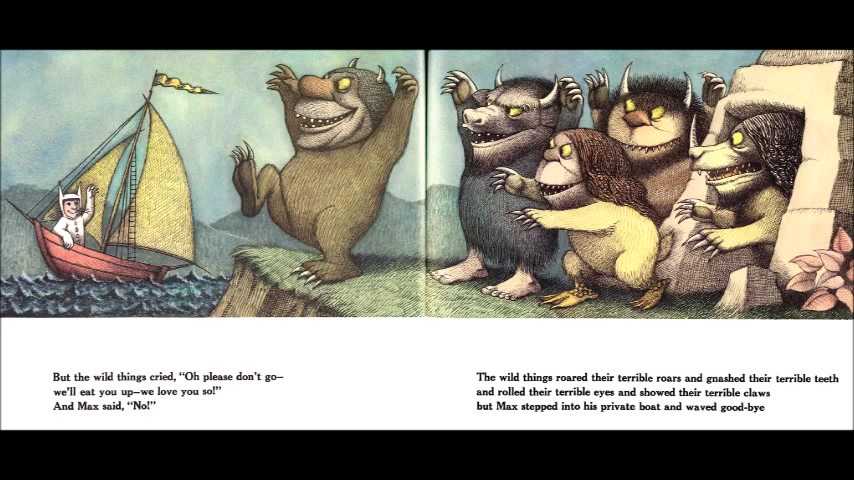 But the wild things cried, “Oh please don’t go—
we’ll eat you up—we love you so!”
And Max said, “No!”
The wild things roared their terrible roars and gnashed their terrible teeth
and rolled their terrible eyes and showed their terrible claws
but Max stepped into his private boat and waved good-bye